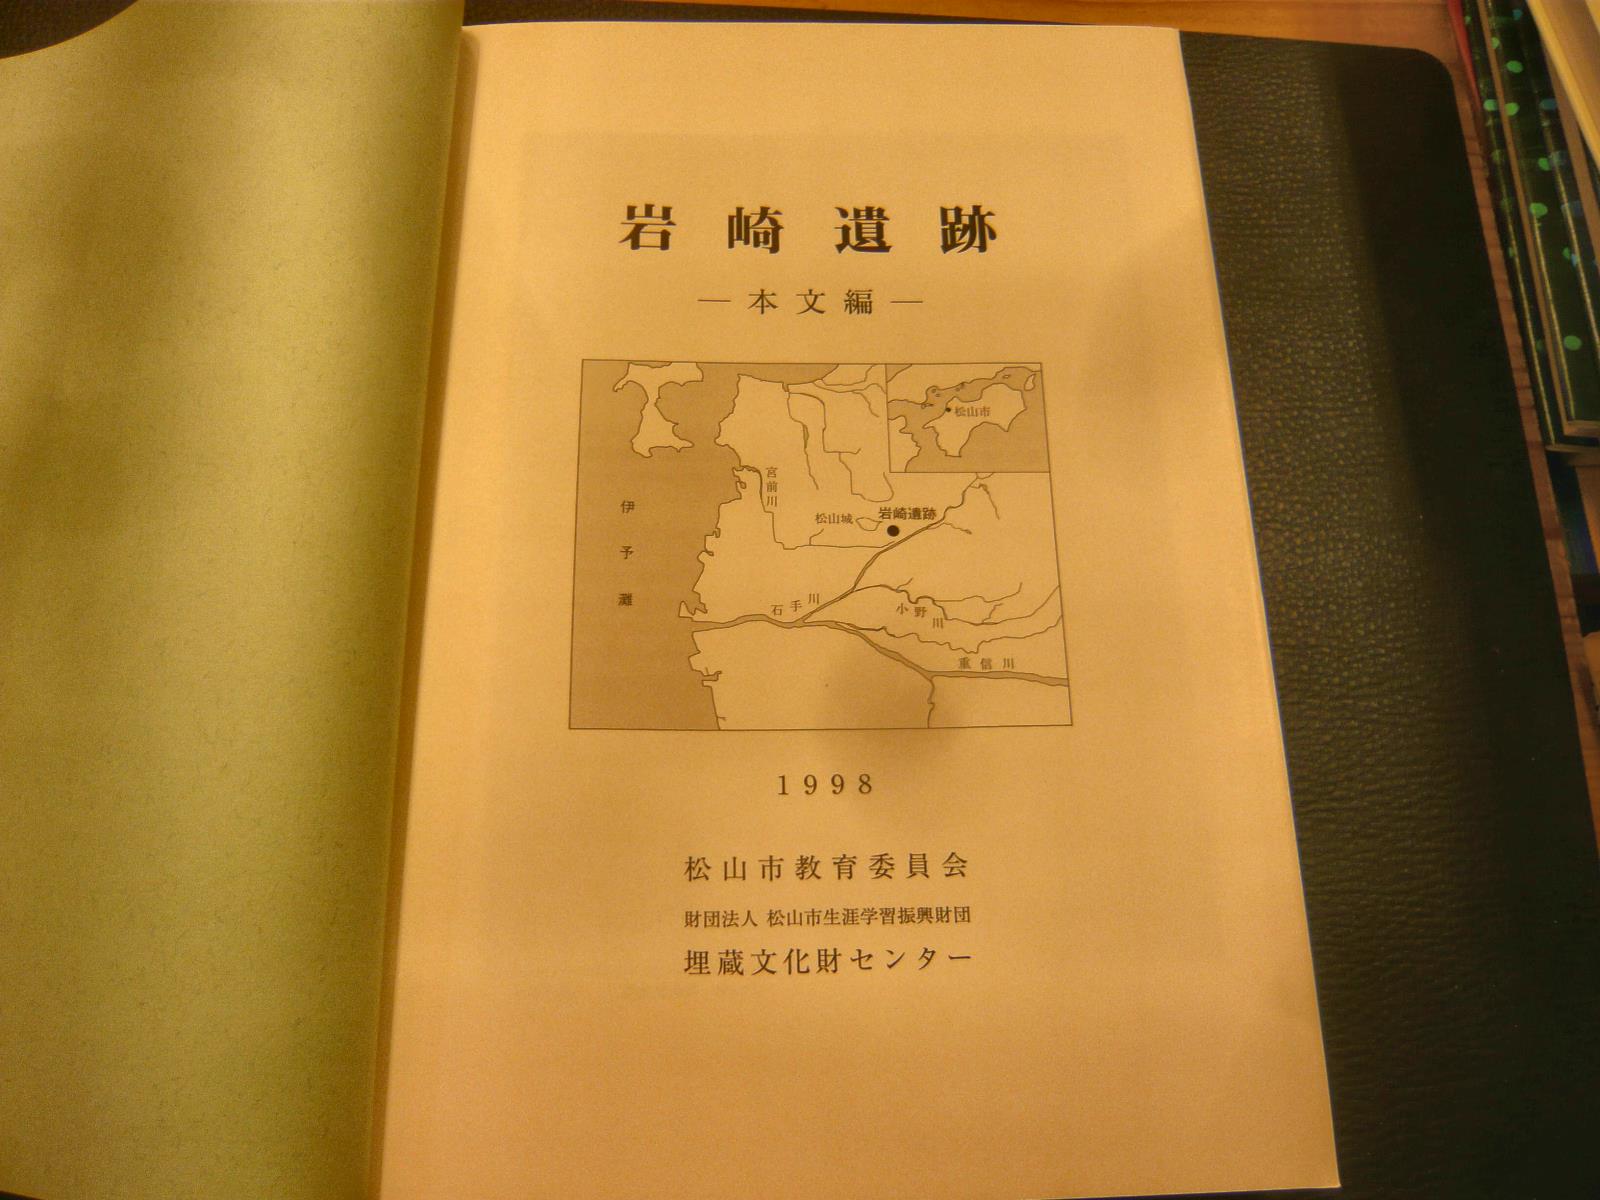 岩崎遺跡
―本文編―
松山市
宮前川
松山城
岩崎遺跡
伊予灘
石手川
小野川
重信川
1998
松山市教育委員会
財団法人 松山市生涯学習振興財団
埋蔵文化財センター